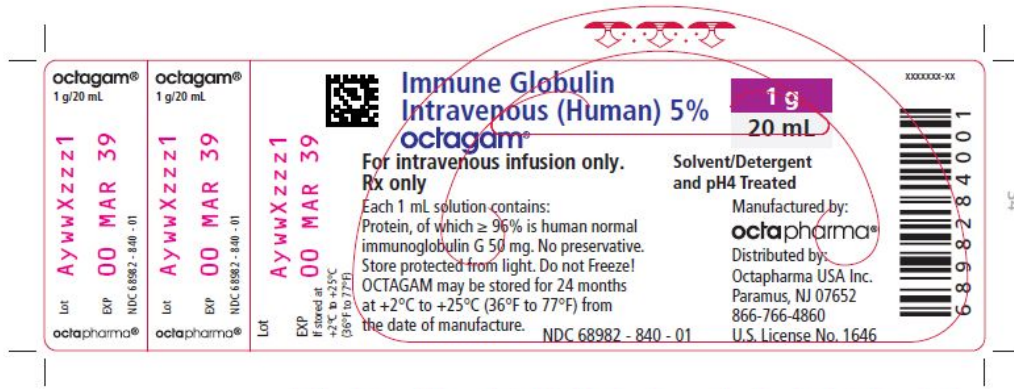 octagam®
1 g/20 mL
Lot AywwXzzz1
EXP 00 MAR 39
NDC 68982 - 840 - 01
octapharma®
octagam®
1 g/20 mL
Lot AywwXzzz1
EXP 00 MAR 39
NDC 68982 - 840 - 01
octapharma®
Lot AywwXzzz1
EXP 00 MAR 39
If stored at
+2°C to +25°C
(36°F to 77°F)
Immune Globulin
Intravenous (Human) 5%
octagam®
For intravenous infusion only.
Rx only
Each 1 mL solution contains:
Protein, of which ≥ 96% is human normal
immunoglobulin G 50 mg. No preservative.
Store protected from light. Do not Freeze!
OCTAGAM may be stored for 24 months
at +2°C to +25°C (36°F to 77°F) from
the date of manufacture.
NDC 68982 - 840 - 01
1 g
20 mL
Solvent/Detergent
and pH4 Treated
Manufactured by:
octapharma®
Distributed by:
Octapharma USA Inc.
Paramus, NJ 07652
866-766-4860
U.S. License No. 1646
xxxxxxx-xx
6898284001